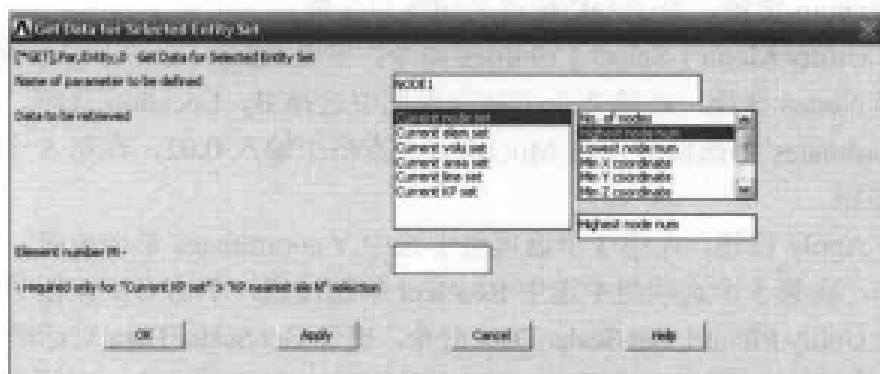 Get Data for Selected Entity Set
[*GET],Par,Entity,0 Get Data for Selected Entity Set
Name of parameter to be defined
NODE1
Data to be retrieved
Current node set
Current elem set
Current volu set
Current area set
Current line set
Current KP set
No. of nodes
Highest node num
Lowest node num
Min X coordinate
Min Y coordinate
Min Z coordinate
Highest node num
Element number N -
- required only for "Current KP set" > "KP nearest ele N" selection
OK
Apply
Cancel
Help